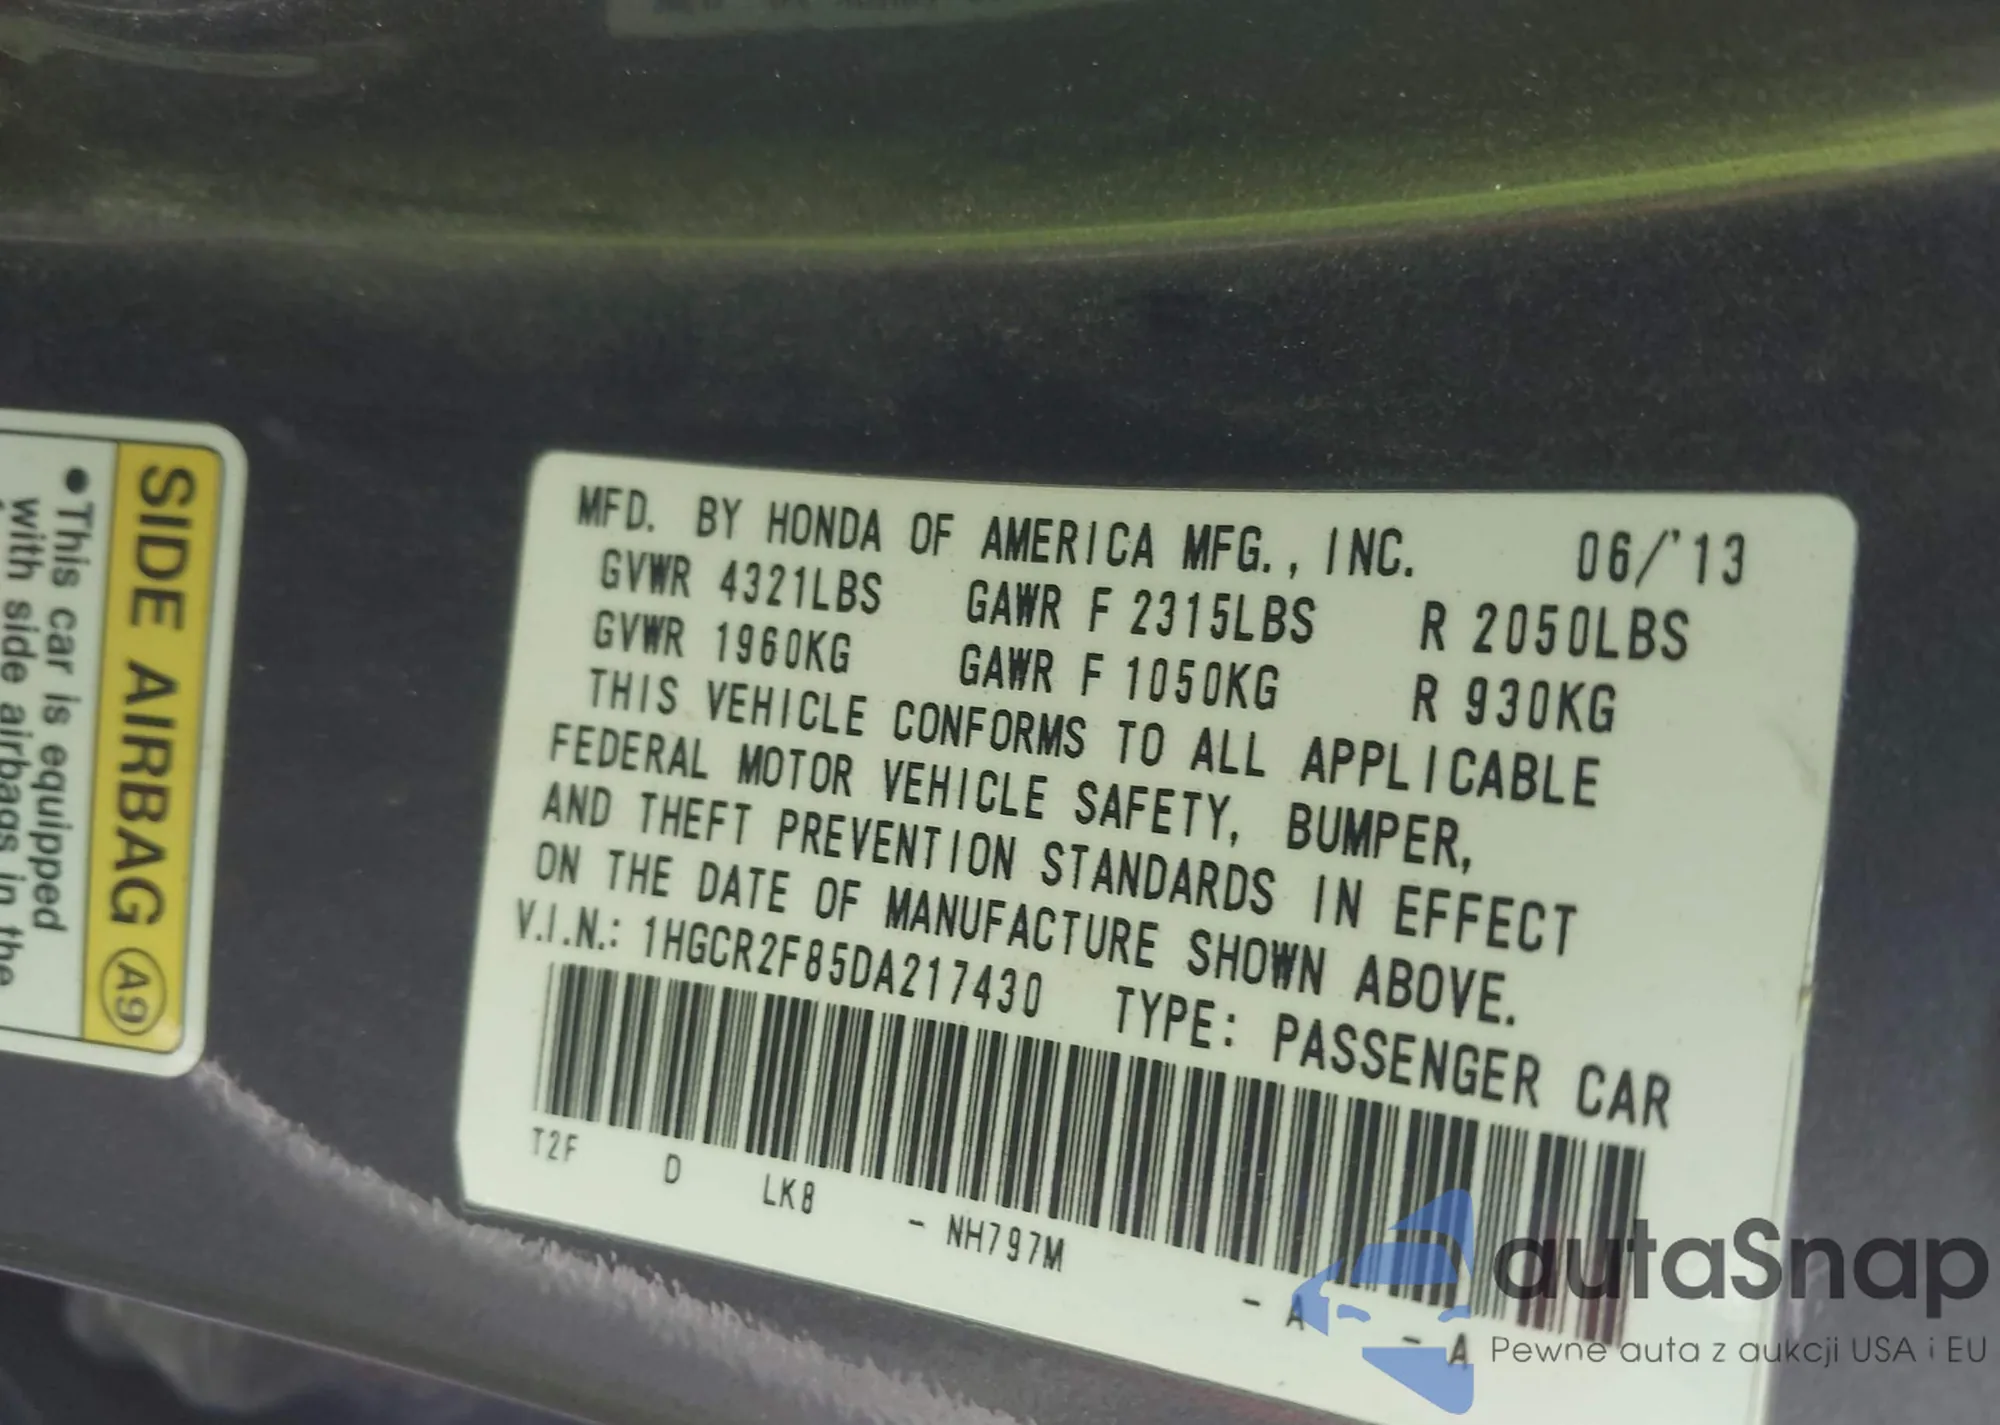 SIDE AIRBAG A9
●This car is equipped
with side airbags in the
MFD. BY HONDA OF AMERICA MFG., INC. 06/'13
GVWR 4321LBS GAWR F 2315LBS R 2050LBS
GVWR 1960KG GAWR F 1050KG R 930KG
THIS VEHICLE CONFORMS TO ALL APPLICABLE
FEDERAL MOTOR VEHICLE SAFETY, BUMPER,
AND THEFT PREVENTION STANDARDS IN EFFECT
ON THE DATE OF MANUFACTURE SHOWN ABOVE.
V.I.N.: 1HGCR2F85DA217430 TYPE: PASSENGER CAR
T2F D LK8 - NH797M - A - A
autaSnap
Pewne auta z aukcji USA i EU